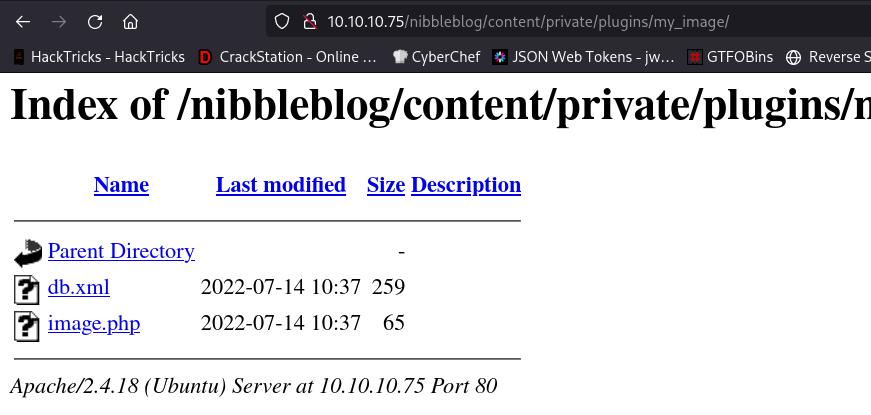 10.10.10.75/nibbleblog/content/private/plugins/my_image/
HackTricks - HackTricks CrackStation - Online … CyberChef JSON Web Tokens - jw… GTFOBins Reverse S
Index of /nibbleblog/content/private/plugins/
Name Last modified Size Description
Parent Directory -
db.xml 2022-07-14 10:37 259
image.php 2022-07-14 10:37 65
Apache/2.4.18 (Ubuntu) Server at 10.10.10.75 Port 80